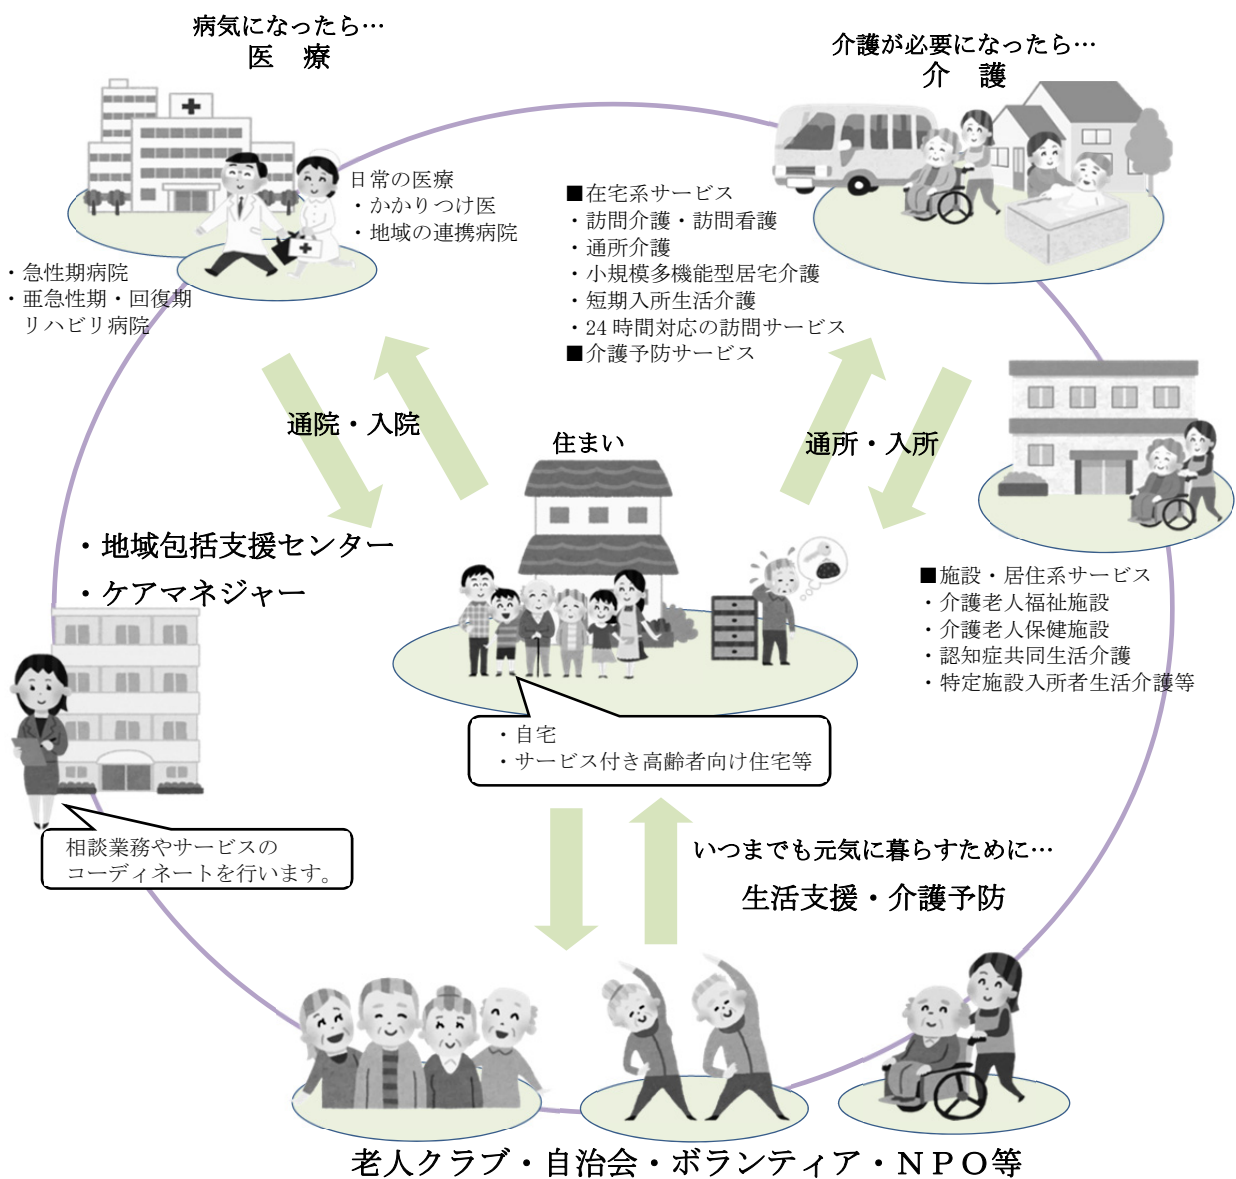 病気になったら…
医　療
介護が必要になったら…
介　護
日常の医療
・かかりつけ医
・地域の連携病院
・急性期病院
・亜急性期・回復期
リハビリ病院
■在宅系サービス
・訪問介護・訪問看護
・通所介護
・小規模多機能型居宅介護
・短期入所生活介護
・24 時間対応の訪問サービス
■介護予防サービス
通院・入院
住まい
通所・入所
・地域包括支援センター
・ケアマネジャー
■施設・居住系サービス
・介護老人福祉施設
・介護老人保健施設
・認知症共同生活介護
・特定施設入所者生活介護等
・自宅
・サービス付き高齢者向け住宅等
相談業務やサービスの
コーディネートを行います。
いつまでも元気に暮らすために…
生活支援・介護予防
老人クラブ・自治会・ボランティア・ＮＰＯ等